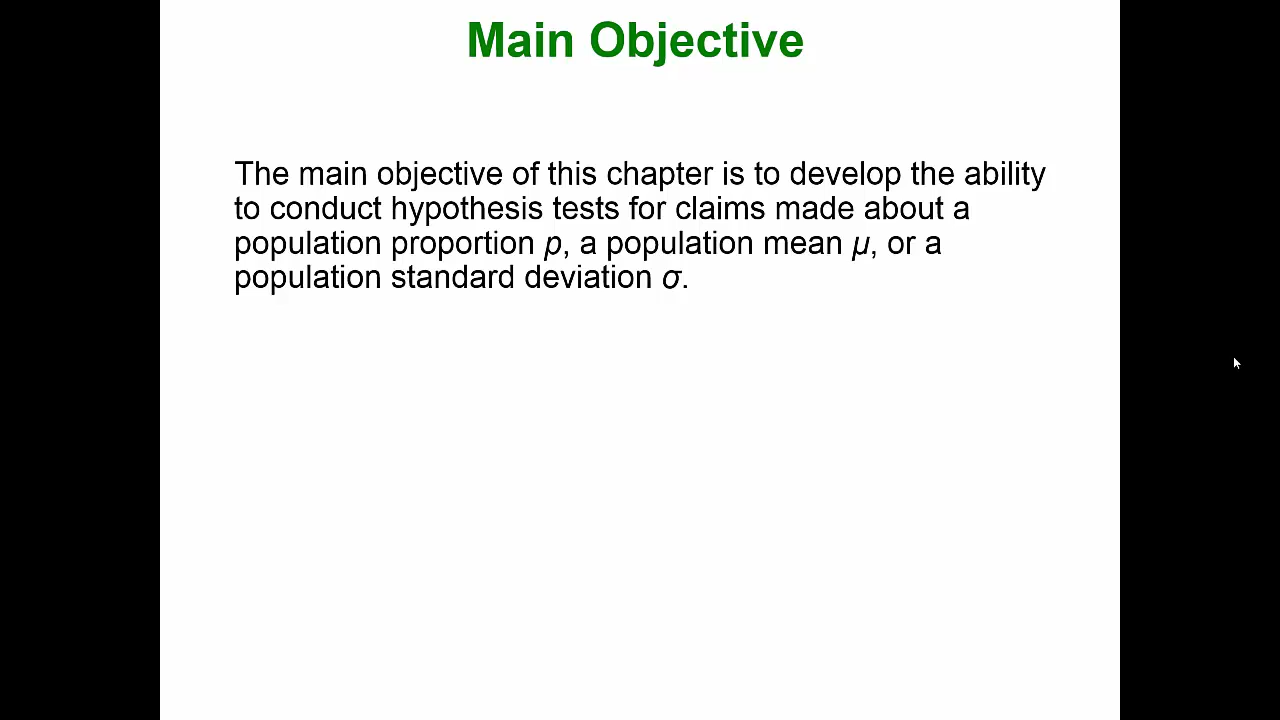 Main Objective
The main objective of this chapter is to develop the ability
to conduct hypothesis tests for claims made about a
population proportion p, a population mean μ, or a
population standard deviation σ.